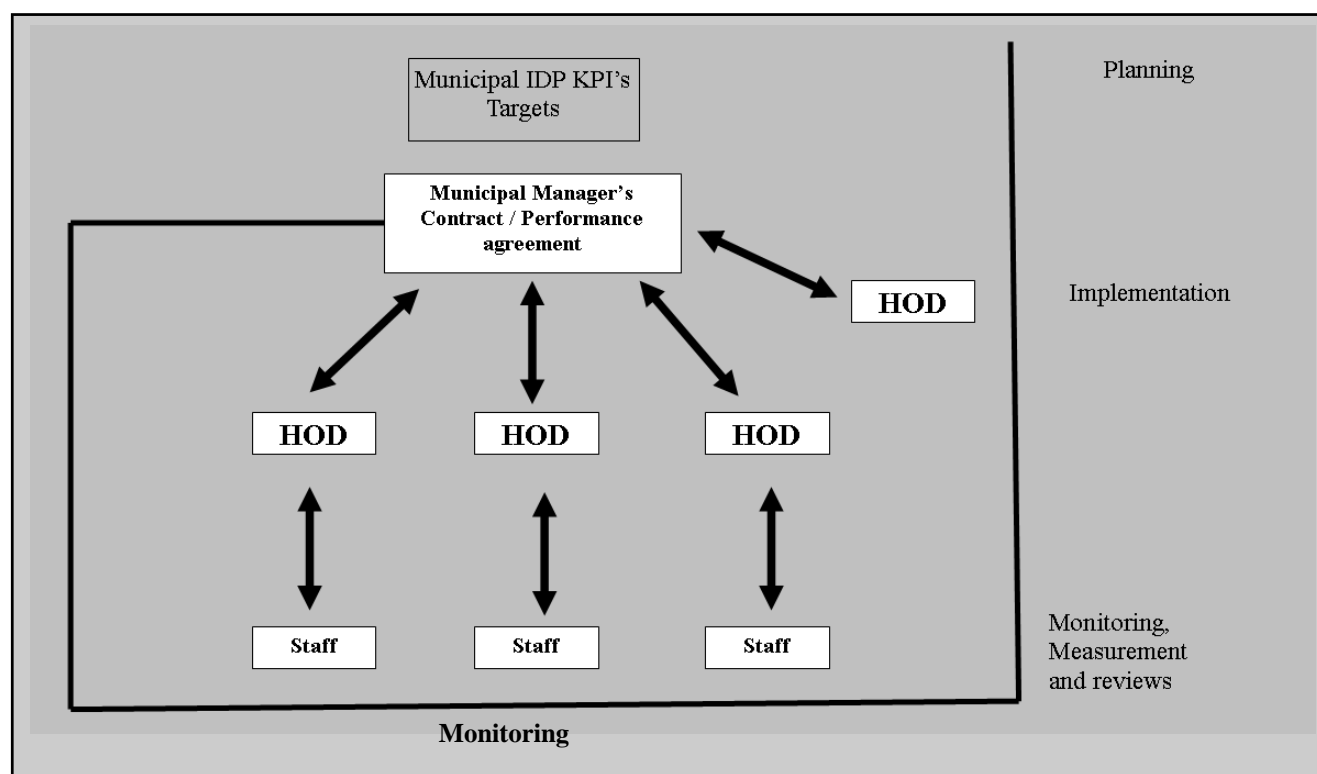 Municipal IDP KPI’s
Targets
Planning
Municipal Manager’s
Contract / Performance
agreement
HOD
Implementation
HOD
HOD
HOD
Staff
Staff
Staff
Monitoring,
Measurement
and reviews
Monitoring